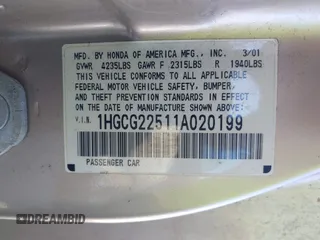 MFD. BY HONDA OF AMERICA MFG., INC. 3/01
GVWR 4235LBS GAWR F 2315LBS R 1940LBS
THIS VEHICLE CONFORMS TO ALL APPLICABLE
FEDERAL MOTOR VEHICLE SAFETY, BUMPER,
AND THEFT PREVENTION STANDARDS IN EFFECT
ON THE DATE OF MANUFACTURE SHOWN ABOVE.
V.I.N. 1HGCG22511A020199
PASSENGER CAR
DREAMBID